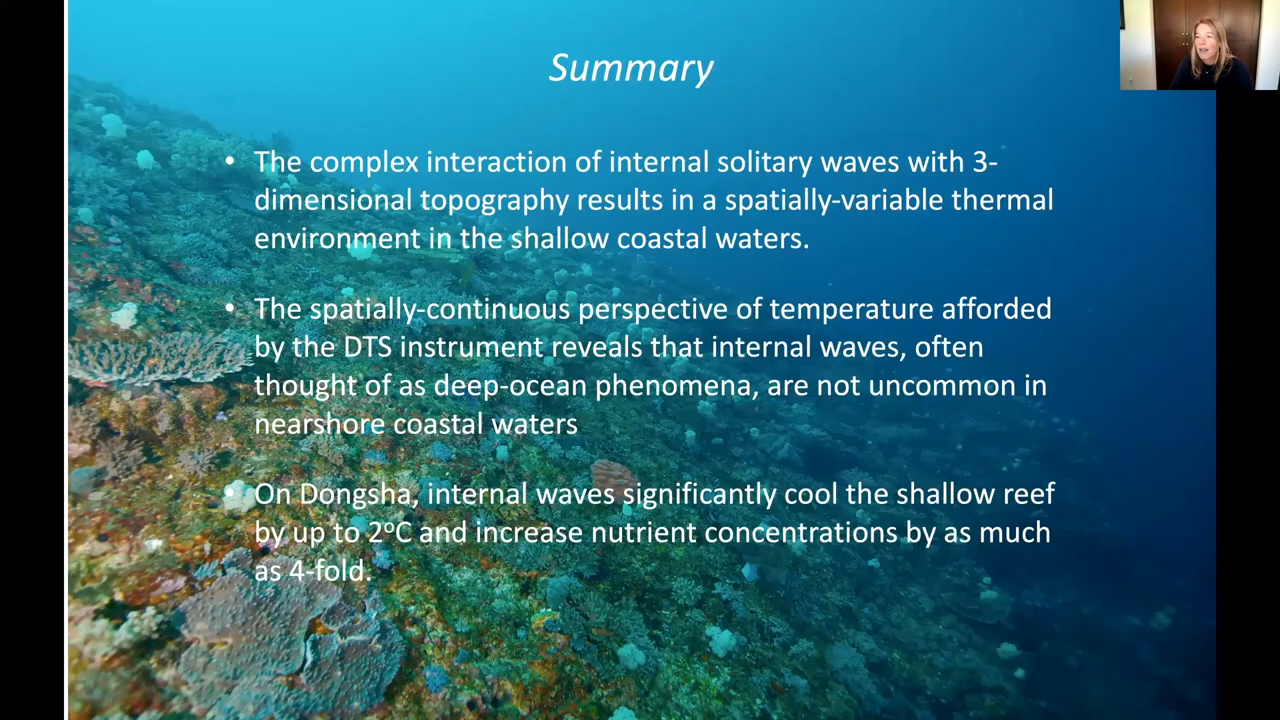 Summary
• The complex interaction of internal solitary waves with 3-
dimensional topography results in a spatially-variable thermal
environment in the shallow coastal waters.
• The spatially-continuous perspective of temperature afforded
by the DTS instrument reveals that internal waves, often
thought of as deep-ocean phenomena, are not uncommon in
nearshore coastal waters
• On Dongsha, internal waves significantly cool the shallow reef
by up to 2°C and increase nutrient concentrations by as much
as 4-fold.